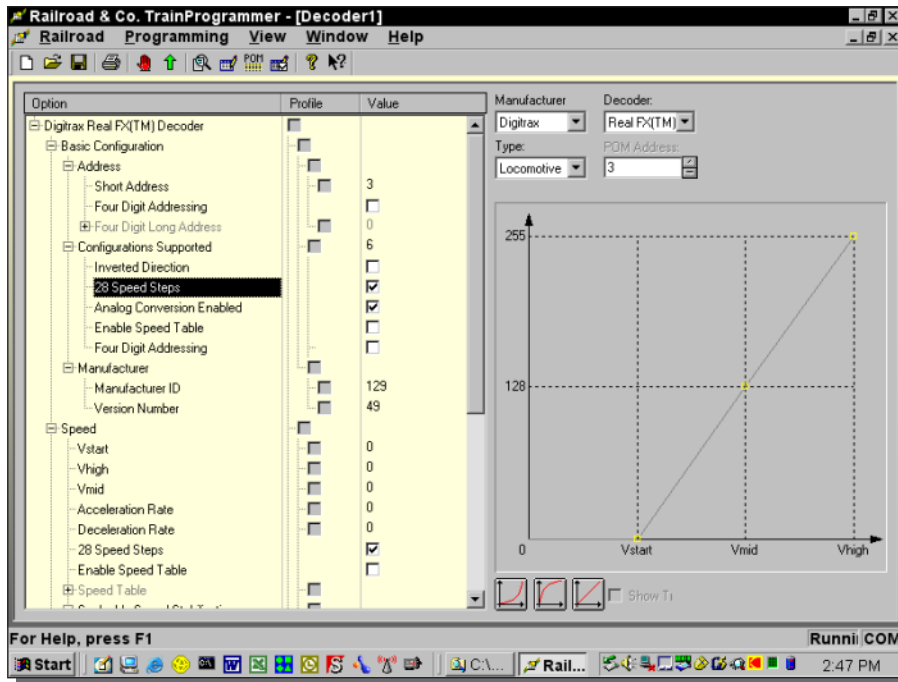 Railroad & Co. TrainProgrammer - [Decoder1]
Railroad Programming View Window Help
POM
Option Profile Value
Digitrax Real FX(TM) Decoder
Basic Configuration
Address
Short Address 3
Four Digit Addressing
Four Digit Long Address 0
Configurations Supported 6
Inverted Direction
28 Speed Steps
Analog Conversion Enabled
Enable Speed Table
Four Digit Addressing
Manufacturer
Manufacturer ID 129
Version Number 49
Speed
Vstart 0
Vhigh 0
Vmid 0
Acceleration Rate 0
Deceleration Rate 0
28 Speed Steps
Enable Speed Table
Speed Table
Manufacturer Decoder:
Digitrax Real FX(TM)
Type: POM Address:
Locomotive 3
255
128
0 Vstart Vmid Vhigh
Show Tr
For Help, press F1 Runni COM
Start C:\... Rail... 2:47 PM